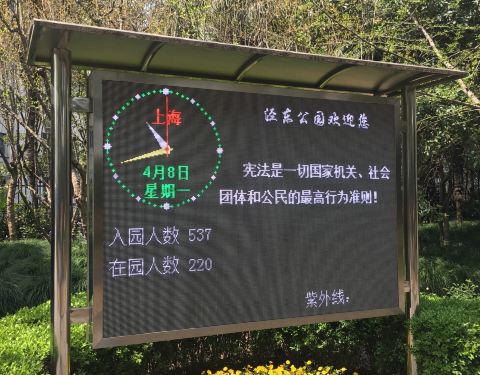 上海
4月8日
星期一
泾东公园欢迎您
宪法是一切国家机关、社会
团体和公民的最高行为准则！
入园人数 537
在园人数 220
紫外线：